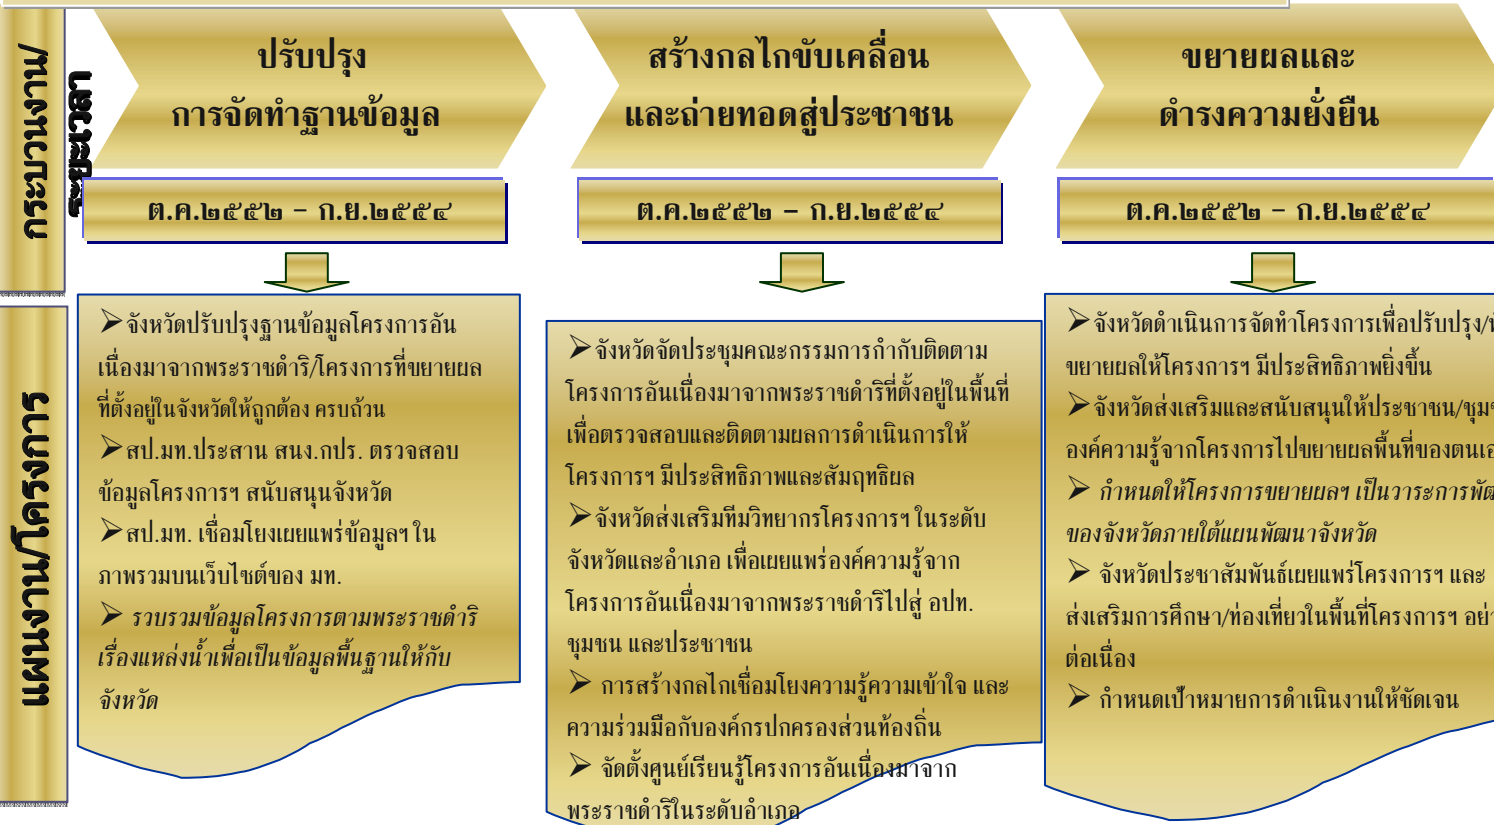 กระบวนงาน/
ระยะเวลา
ปรับปรุง
การจัดทำฐานข้อมูล
ต.ค.๒๕๕๒ - ก.ย.๒๕๕๔
สร้างกลไกขับเคลื่อน
และถ่ายทอดสู่ประชาชน
ต.ค.๒๕๕๒ – ก.ย.๒๕๕๔
ขยายผลและ
ดำรงความยั่งยืน
ต.ค.๒๕๕๒ - ก.ย.๒๕๕๔
แผนงาน/โครงการ
➢จังหวัดปรับปรุงฐานข้อมูลโครงการอัน
เนื่องมาจากพระราชดำริ/โครงการที่ขยายผล
ที่ตั้งอยู่ในจังหวัดให้ถูกต้อง ครบถ้วน
➢สป.มท.ประสาน สนง.กปร. ตรวจสอบ
ข้อมูลโครงการฯ สนับสนุนจังหวัด
➢สป.มท. เชื่อมโยงเผยแพร่ข้อมูลฯ ใน
ภาพรวมบนเว็บไซต์ของ มท.
➢ รวบรวมข้อมูลโครงการตามพระราชดำริ
เรื่องแหล่งน้ำเพื่อเป็นข้อมูลพื้นฐานให้กับ
จังหวัด
➢จังหวัดจัดประชุมคณะกรรมการกำกับติดตาม
โครงการอันเนื่องมาจากพระราชดำริที่ตั้งอยู่ในพื้นที่
เพื่อตรวจสอบและติดตามผลการดำเนินการให้
โครงการฯ มีประสิทธิภาพและสัมฤทธิผล
➢จังหวัดส่งเสริมทีมวิทยากรโครงการฯ ในระดับ
จังหวัดและอำเภอ เพื่อเผยแพร่องค์ความรู้จาก
โครงการอันเนื่องมาจากพระราชดำริไปสู่ อปท.
ชุมชน และประชาชน
➢ การสร้างกลไกเชื่อมโยงความรู้ความเข้าใจ และ
ความร่วมมือกับองค์กรปกครองส่วนท้องถิ่น
➢ จัดตั้งศูนย์เรียนรู้โครงการอันเนื่องมาจาก
พระราชดำริในระดับอำเภอ
➢จังหวัดดำเนินการจัดทำโครงการเพื่อปรับปรุง/
ขยายผลให้โครงการฯ มีประสิทธิภาพยิ่งขึ้น
➢จังหวัดส่งเสริมและสนับสนุนให้ประชาชน/
องค์ความรู้จากโครงการไปขยายผลพื้นที่ของ
➢ กำหนดให้โครงการขยายผลฯ เป็นวาระการ
ของจังหวัดภายใต้แผนพัฒนาจังหวัด
➢ จังหวัดประชาสัมพันธ์เผยแพร่โครงการฯ และ
ส่งเสริมการศึกษา/ท่องเที่ยวในพื้นที่โครงการฯ
ต่อเนื่อง
➢ กำหนดเป้าหมายการดำเนินงานให้ชัดเจน